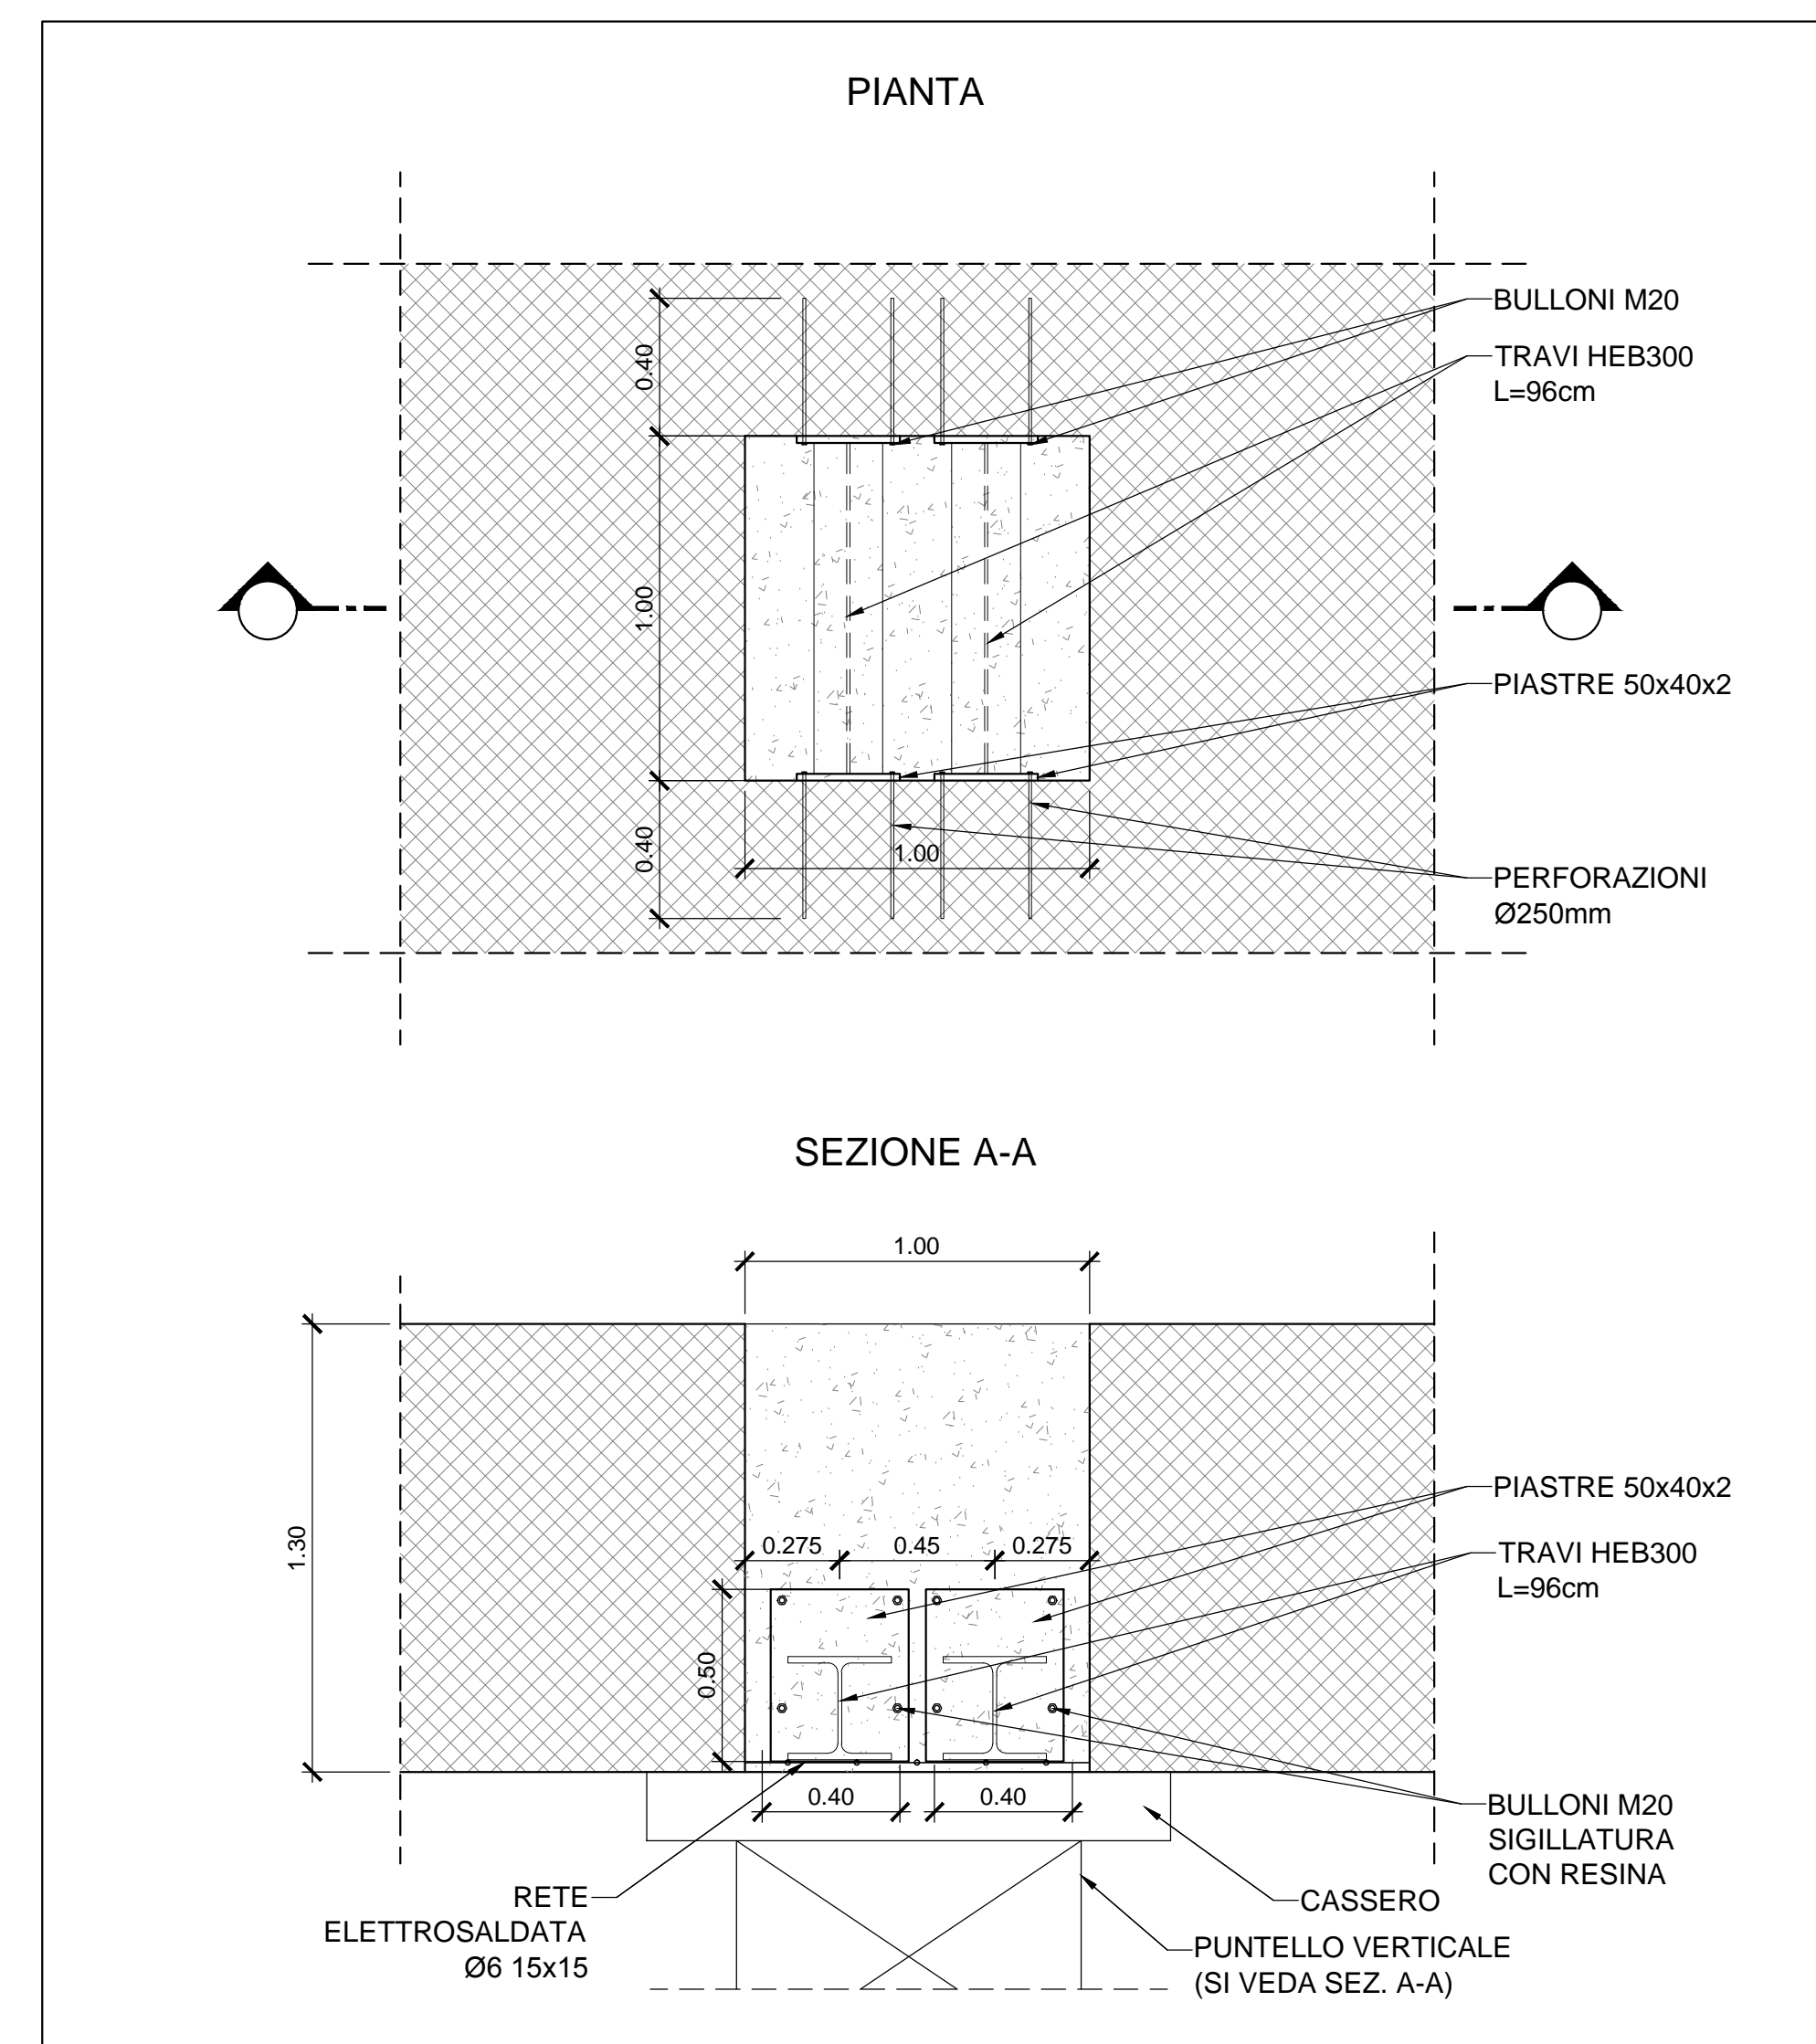 PIANTA
BULLONI M20
TRAVI HEB300
L=96cm
0.40
1.00
PIASTRE 50x40x2
0.40
1.00
PERFORAZIONI
Ø250mm
SEZIONE A-A
1.00
PIASTRE 50x40x2
1.30
0.275
0.45
0.275
TRAVI HEB300
L=96cm
0.50
0.40
0.40
BULLONI M20
SIGILLATURA
CON RESINA
RETE
ELETTROSALDATA
Ø6 15x15
CASSERO
PUNTELLO VERTICALE
(SI VEDA SEZ. A-A)